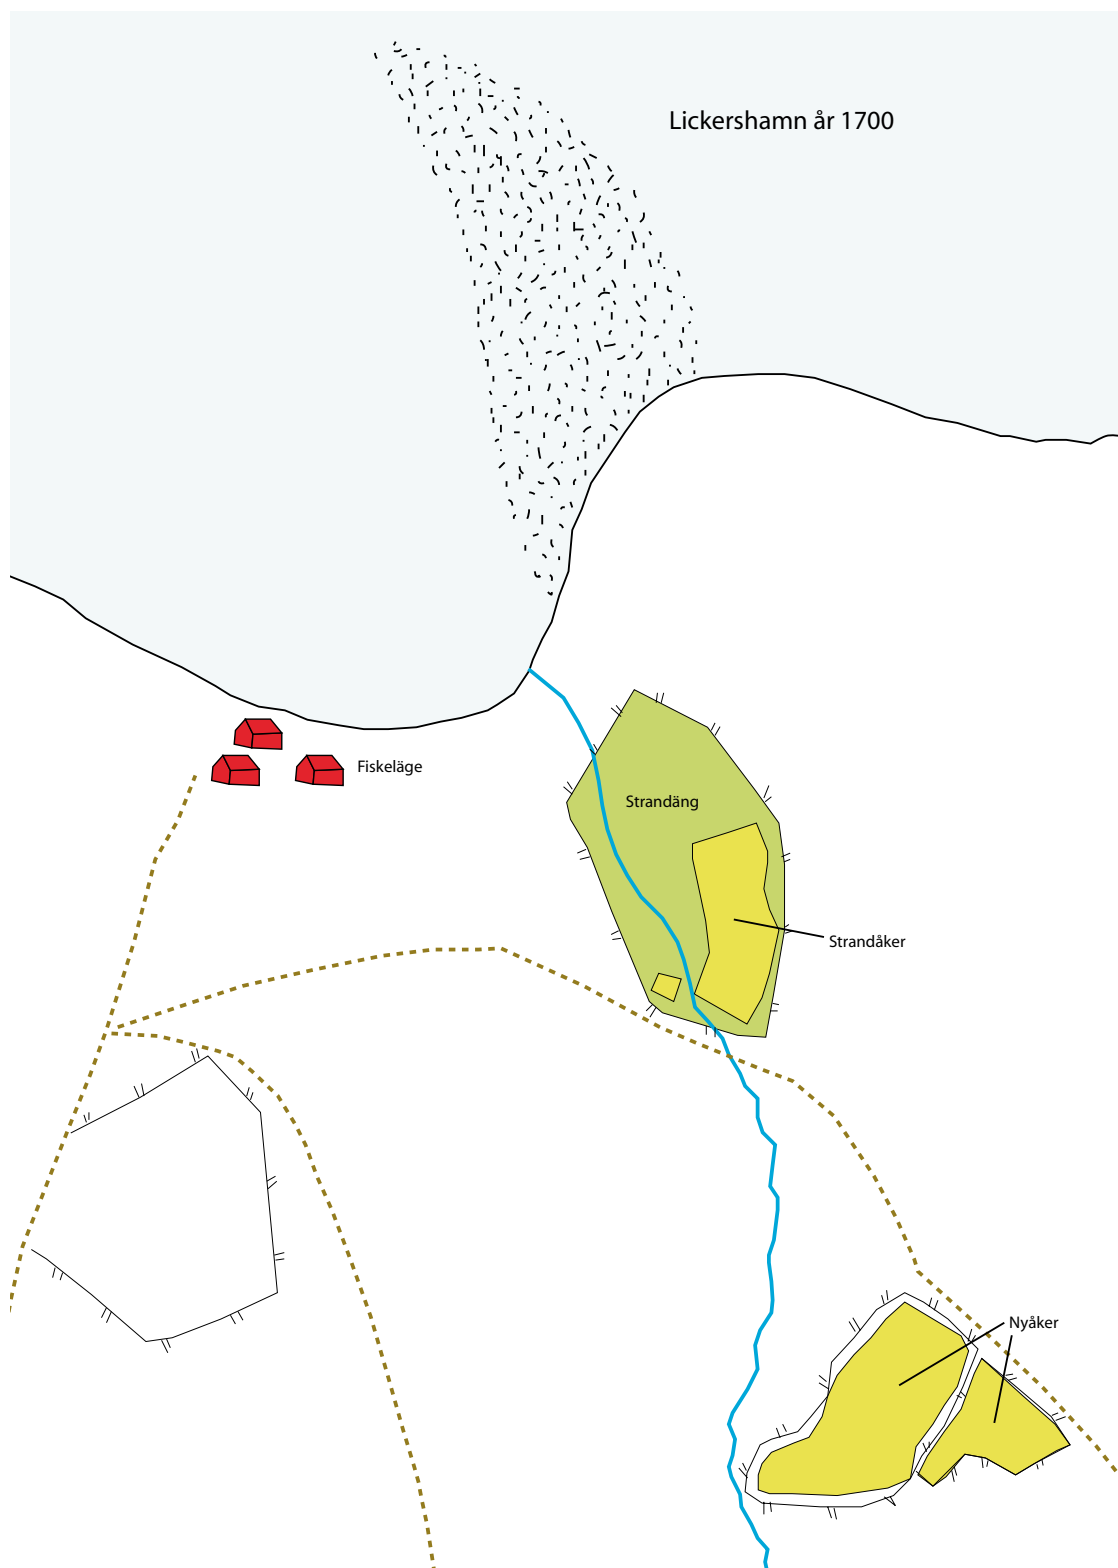 Lickershamn år 1700
Fiskeläge
Strandäng
Strandåker
Nyåker